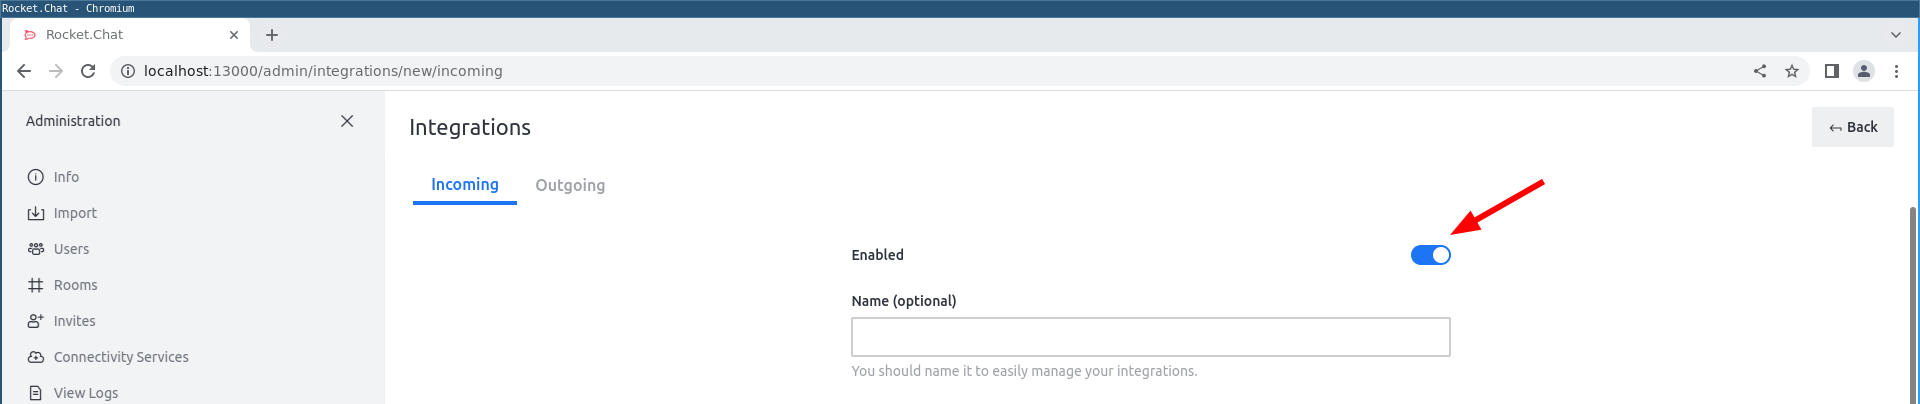 Rocket.Chat - Chromium
Rocket.Chat
localhost:13000/admin/integrations/new/incoming
Administration
Info
Import
Users
Rooms
Invites
Connectivity Services
View Logs
Integrations
Back
Incoming
Outgoing
Enabled
Name (optional)
You should name it to easily manage your integrations.